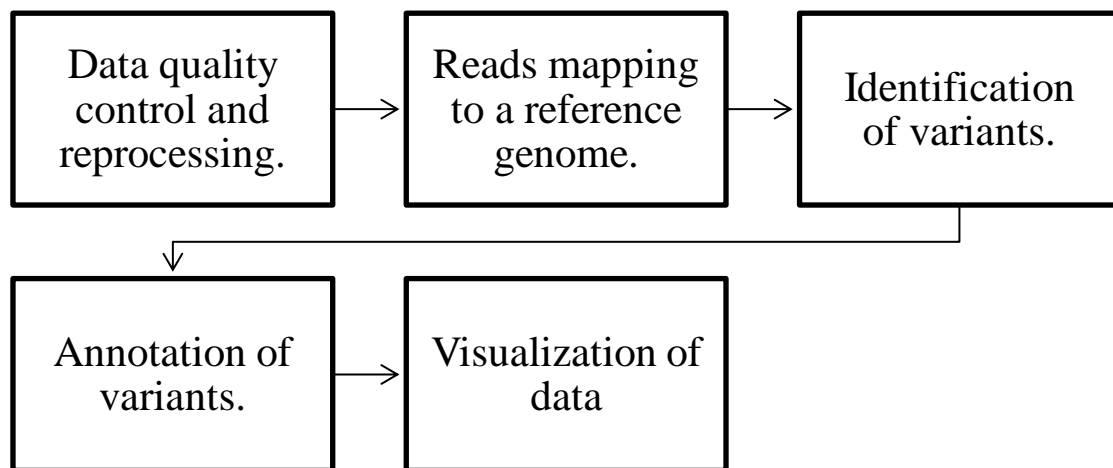 Data quality
control and
reprocessing.
Reads mapping
to a reference
genome.
Identification
of variants.
Annotation of
variants.
Visualization of
data